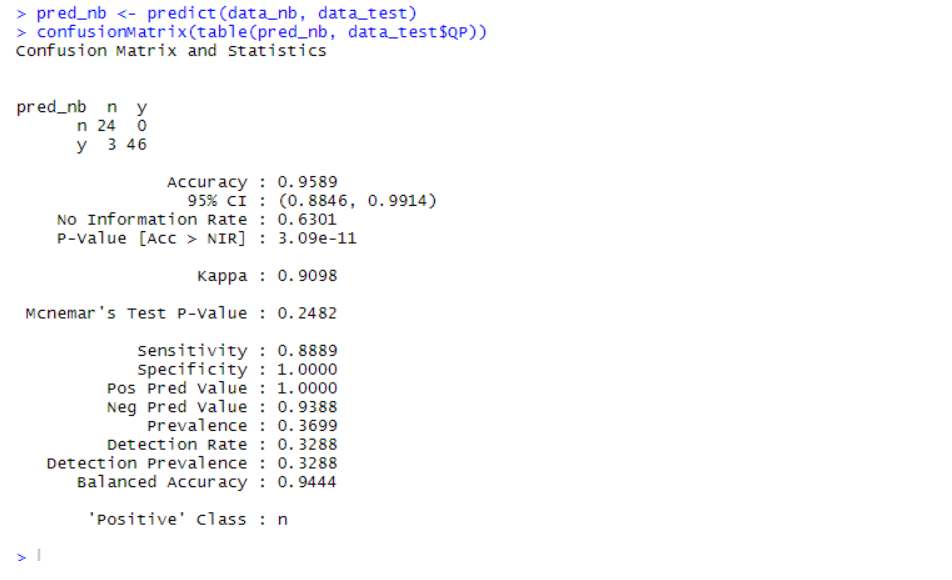 > pred_nb <- predict(data_nb, data_test)
> confusionMatrix(table(pred_nb, data_test$QP))
Confusion Matrix and Statistics
pred_nb n y
n 24 0
y 3 46
Accuracy : 0.9589
95% CI : (0.8846, 0.9914)
No Information Rate : 0.6301
P-Value [Acc > NIR] : 3.09e-11
Kappa : 0.9098
Mcnemar's Test P-Value : 0.2482
Sensitivity : 0.8889
Specificity : 1.0000
Pos Pred Value : 1.0000
Neg Pred Value : 0.9388
Prevalence : 0.3699
Detection Rate : 0.3288
Detection Prevalence : 0.3288
Balanced Accuracy : 0.9444
'Positive' Class : n
>